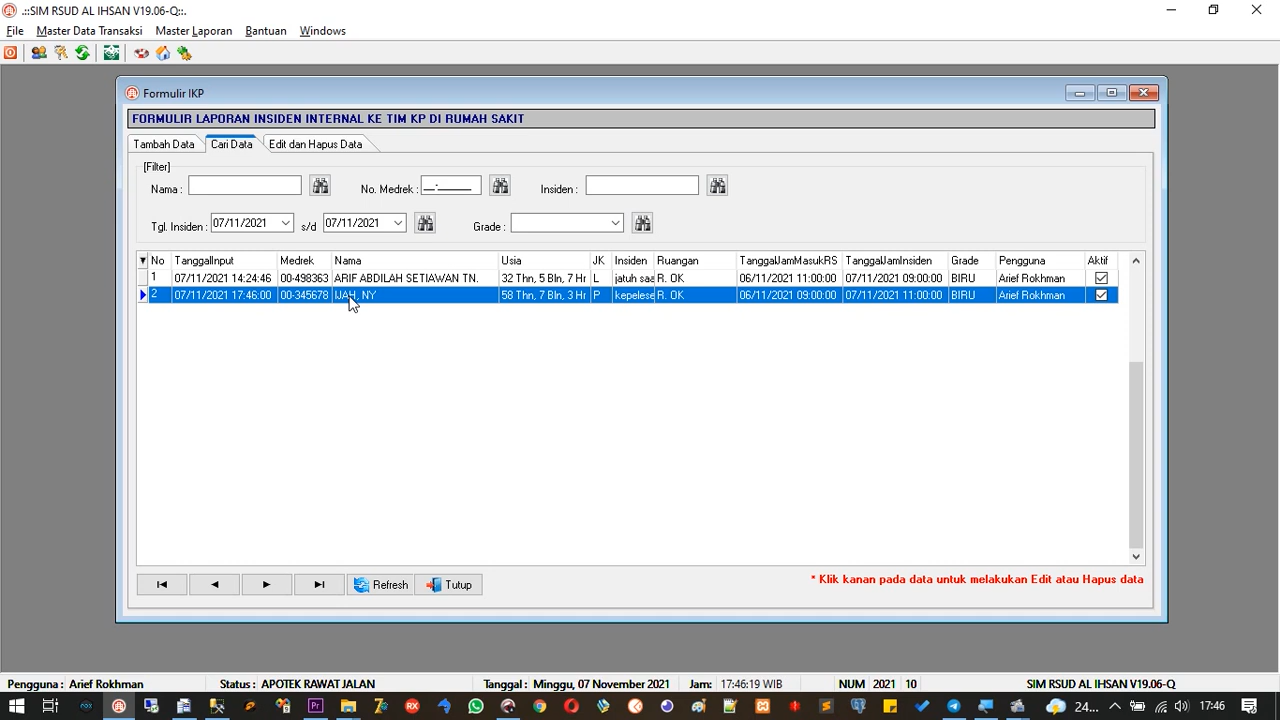 .::SIM RSUD AL IHSAN V19.06-Q::.
File Master Data Transaksi Master Laporan Bantuan Windows
Formulir IKP
FORMULIR LAPORAN INSIDEN INTERNAL KE TIM KP DI RUMAH SAKIT
Tambah Data Cari Data Edit dan Hapus Data
[Filter]
Nama : No. Medrek : __-______ Insiden :
Tgl. Insiden : 07/11/2021 s/d 07/11/2021 Grade :
No TanggalInput Medrek Nama Usia JK Insiden Ruangan TanggalJamMasukRS TanggalJamInsiden Grade Pengguna Aktif
1 07/11/2021 14:24:46 00-498363 ARIF ABDILAH SETIAWAN TN. 32 Thn, 5 Bln, 7 Hr L jatuh saa R. OK 06/11/2021 11:00:00 07/11/2021 09:00:00 BIRU Arief Rokhman
2 07/11/2021 17:46:00 00-345678 IJAH, NY 58 Thn, 7 Bln, 3 Hr P kepelese R. OK 06/11/2021 09:00:00 07/11/2021 11:00:00 BIRU Arief Rokhman
Refresh Tutup
* Klik kanan pada data untuk melakukan Edit atau Hapus data
Pengguna : Arief Rokhman Status : APOTEK RAWAT JALAN Tanggal : Minggu, 07 November 2021 Jam: 17:46:19 WIB NUM 2021 10 SIM RSUD AL IHSAN V19.06-Q
24... 17:46